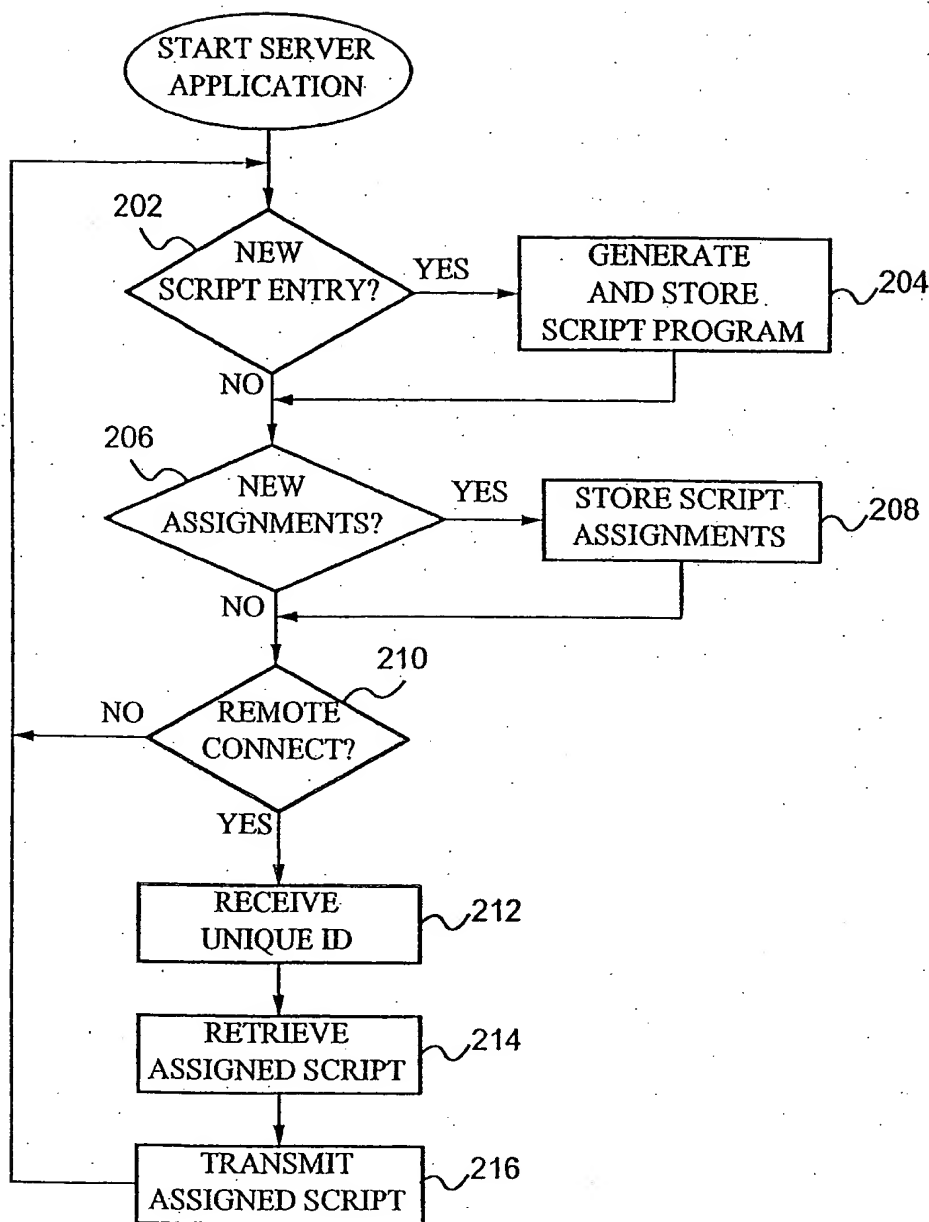 START SERVER
APPLICATION
202
NEW
SCRIPT ENTRY?
YES
GENERATE
AND STORE
SCRIPT PROGRAM
204
NO
206
NEW
ASSIGNMENTS?
YES
STORE SCRIPT
ASSIGNMENTS
208
NO
210
REMOTE
CONNECT?
NO
YES
RECEIVE
UNIQUE ID
212
RETRIEVE
ASSIGNED SCRIPT
214
TRANSMIT
ASSIGNED SCRIPT
216